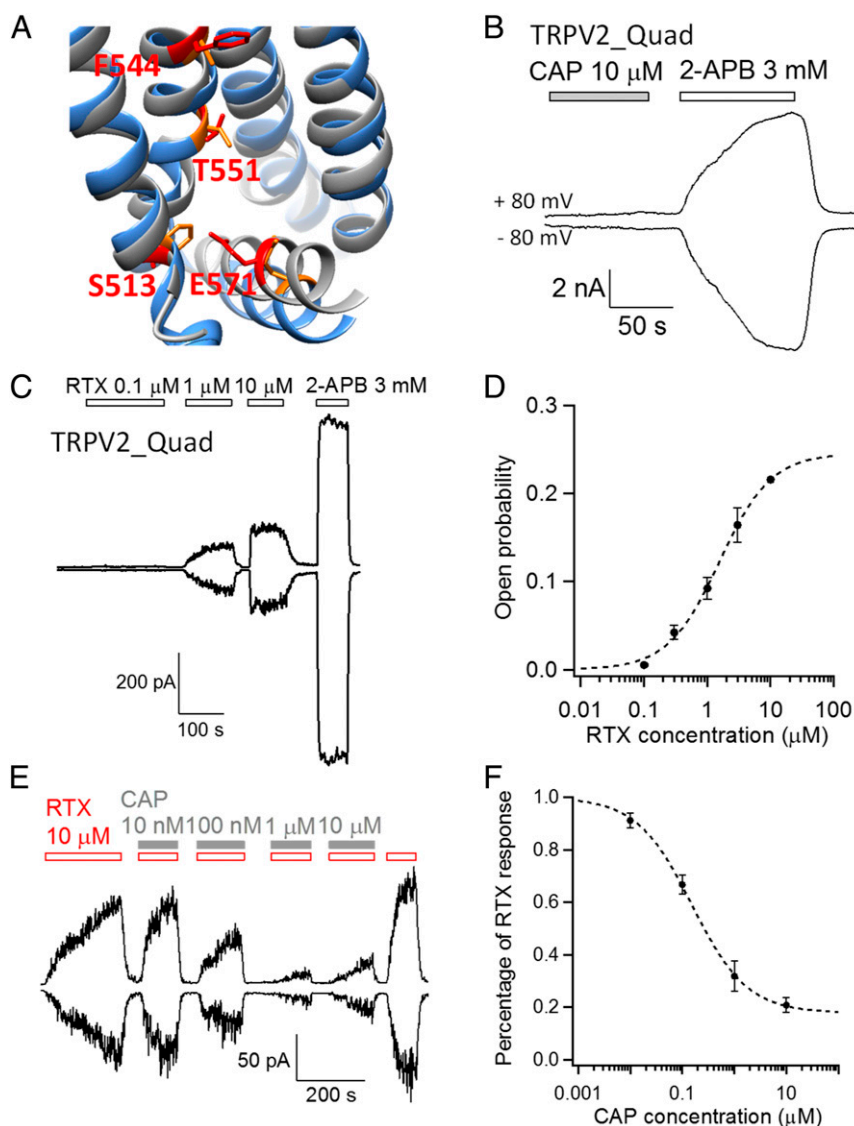 A
F544
T551
S513 E571
B
TRPV2_Quad
CAP 10 μM 2-APB 3 mM
+ 80 mV
- 80 mV
2 nA
50 s
C
RTX 0.1 μM 1 μM 10 μM 2-APB 3 mM
TRPV2_Quad
200 pA
100 s
D
Open probability
0.3
0.2
0.1
0.0
0.01 0.1 1 10 100
RTX concentration (μM)
E
RTX
10 μM
CAP
10 nM 100 nM 1 μM 10 μM
50 pA
200 s
F
Percentage of RTX response
1.0
0.8
0.6
0.4
0.2
0.0
0.001 0.1 10
CAP concentration (μM)